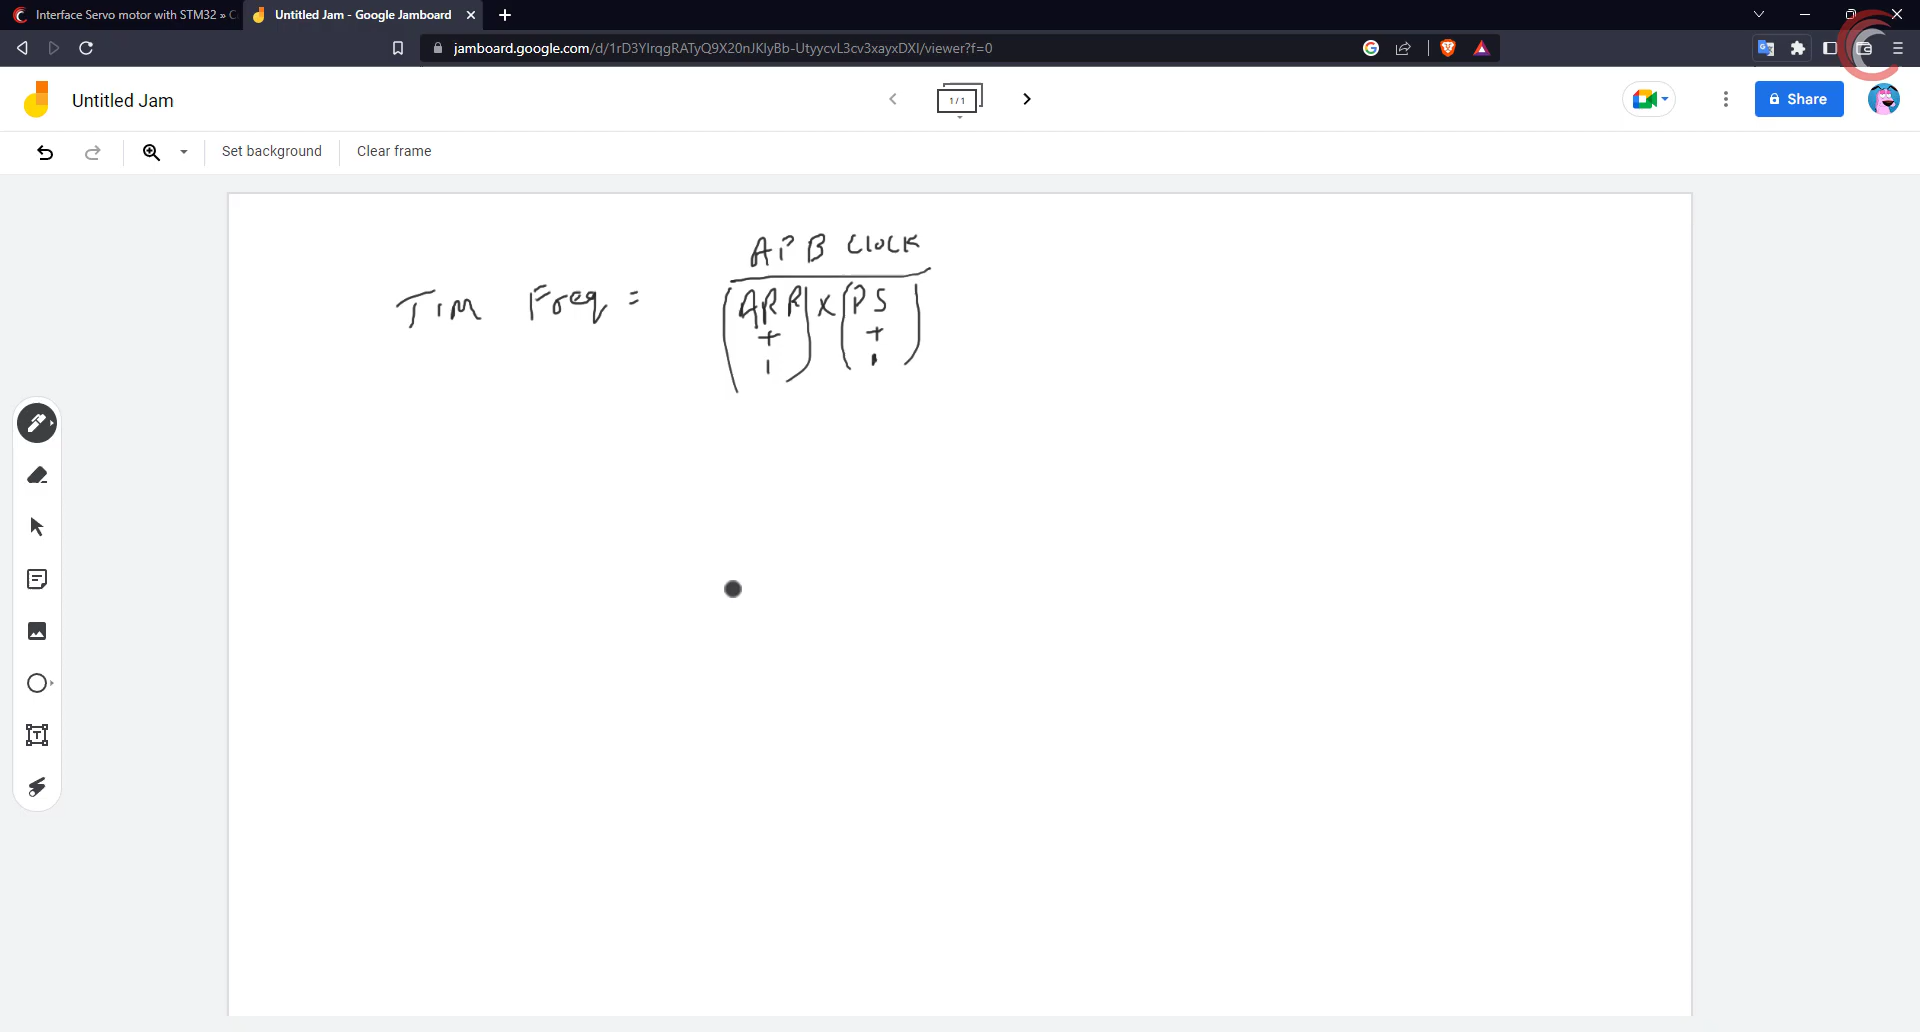 Interface Servo motor with STM32 » C
Untitled Jam - Google Jamboard
jamboard.google.com/d/1rD3YIrqgRATyQ9X20nJKlyBb-UtyycvL3cv3xayxDXI/viewer?f=0
Untitled Jam
1 / 1
Share
Set background
Clear frame
APB CLOCK
TIM Freq = (ARR + 1) x (PS + 1)